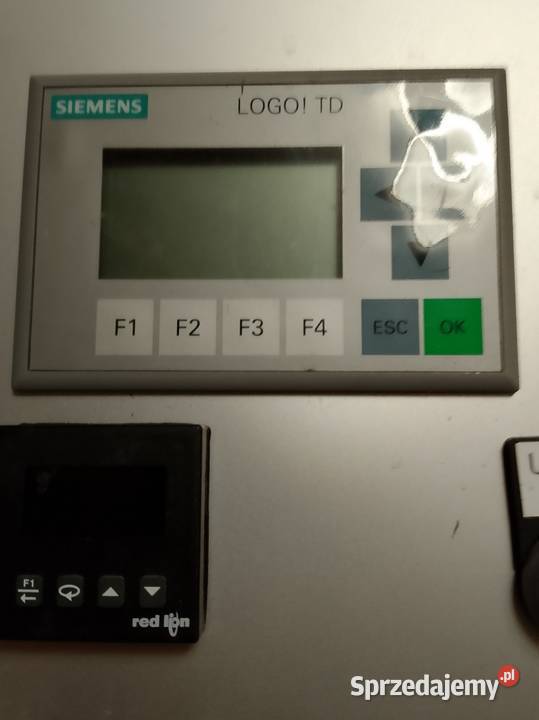 SIEMENS LOGO! TD
F1 F2 F3 F4 ESC OK
F1
red lion
U
Sprzedajemy.pl